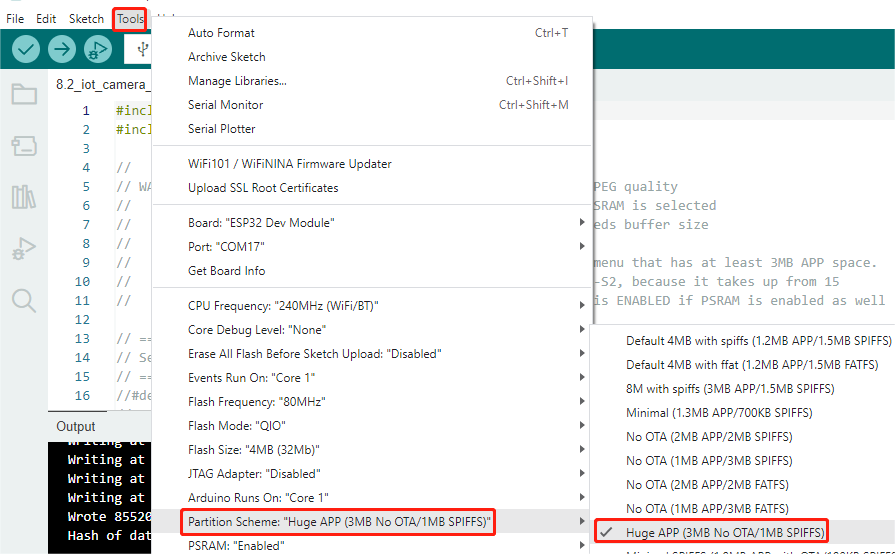 File Edit Sketch Tools
8.2_iot_camera_
1 #incl
2 #incl
3
4 //
5 // WA
6 //
7 //
8 //
9 //
10 //
11 //
12
13 // ==
14 // Se
15 // ==
16 //#de
Auto Format Ctrl+T
Archive Sketch
Manage Libraries... Ctrl+Shift+I
Serial Monitor Ctrl+Shift+M
Serial Plotter
WiFi101 / WiFiNINA Firmware Updater
Upload SSL Root Certificates
Board: "ESP32 Dev Module"
Port: "COM17"
Get Board Info
CPU Frequency: "240MHz (WiFi/BT)"
Core Debug Level: "None"
Erase All Flash Before Sketch Upload: "Disabled"
Events Run On: "Core 1"
Flash Frequency: "80MHz"
Flash Mode: "QIO"
Flash Size: "4MB (32Mb)"
JTAG Adapter: "Disabled"
Arduino Runs On: "Core 1"
Partition Scheme: "Huge APP (3MB No OTA/1MB SPIFFS)"
PSRAM: "Enabled"
PEG quality
SRAM is selected
eds buffer size
menu that has at least 3MB APP space.
-S2, because it takes up from 15
is ENABLED if PSRAM is enabled as well
Default 4MB with spiffs (1.2MB APP/1.5MB SPIFFS)
Default 4MB with ffat (1.2MB APP/1.5MB FATFS)
8M with spiffs (3MB APP/1.5MB SPIFFS)
Minimal (1.3MB APP/700KB SPIFFS)
No OTA (2MB APP/2MB SPIFFS)
No OTA (1MB APP/3MB SPIFFS)
No OTA (2MB APP/2MB FATFS)
No OTA (1MB APP/3MB FATFS)
Huge APP (3MB No OTA/1MB SPIFFS)
Output
Writing at
Writing at
Writing at
Writing at
Wrote 85520
Hash of dat